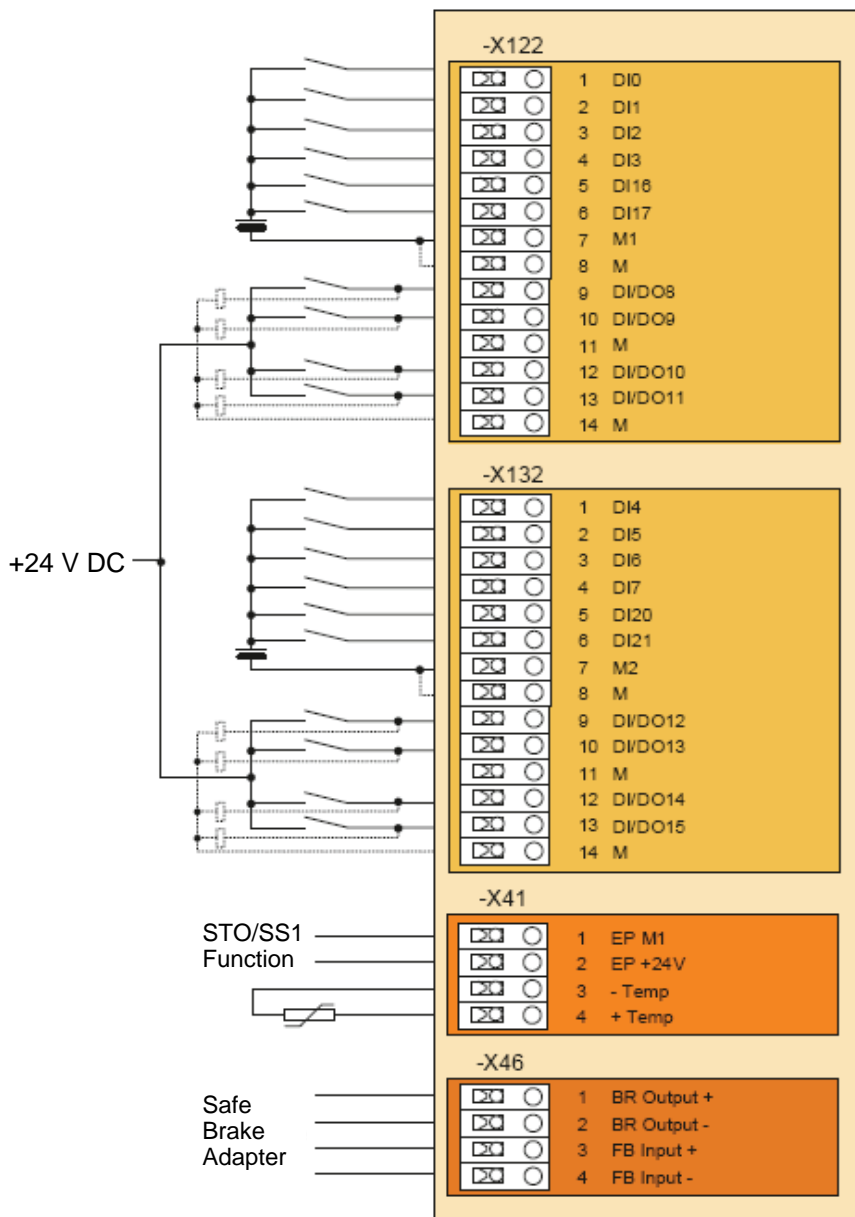 -X122
1 DI0
2 DI1
3 DI2
4 DI3
5 DI16
6 DI17
7 M1
8 M
9 DI/DO8
10 DI/DO9
11 M
12 DI/DO10
13 DI/DO11
14 M
-X132
1 DI4
2 DI5
3 DI6
4 DI7
5 DI20
6 DI21
7 M2
8 M
9 DI/DO12
10 DI/DO13
11 M
12 DI/DO14
13 DI/DO15
14 M
+24 V DC
-X41
STO/SS1
Function
1 EP M1
2 EP +24V
3 - Temp
4 + Temp
-X46
Safe
Brake
Adapter
1 BR Output +
2 BR Output -
3 FB Input +
4 FB Input -